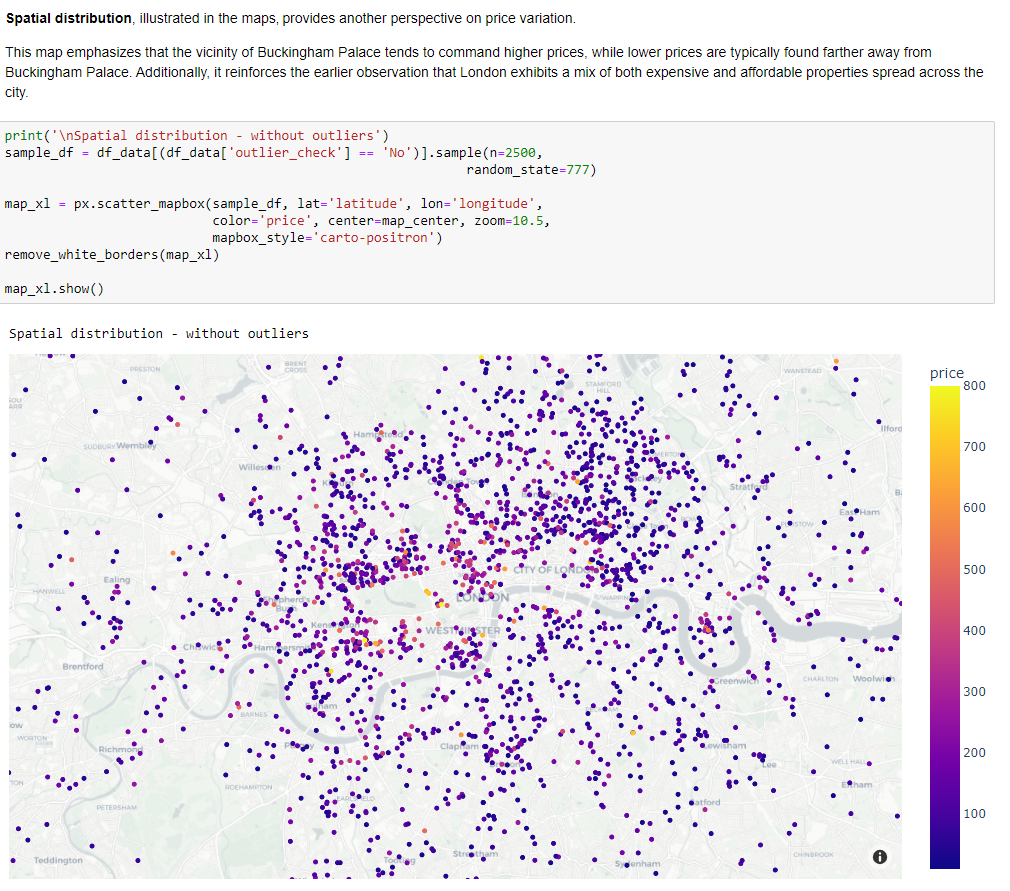 Spatial distribution, illustrated in the maps, provides another perspective on price variation.
This map emphasizes that the vicinity of Buckingham Palace tends to command higher prices, while lower prices are typically found farther away from
Buckingham Palace. Additionally, it reinforces the earlier observation that London exhibits a mix of both expensive and affordable properties spread across the
city.
print('\nSpatial distribution - without outliers')
sample_df = df_data[(df_data['outlier_check'] == 'No')].sample(n=2500,
random_state=777)
map_xl = px.scatter_mapbox(sample_df, lat='latitude', lon='longitude',
color='price', center=map_center, zoom=10.5,
mapbox_style='carto-positron')
remove_white_borders(map_xl)
map_xl.show()
Spatial distribution - without outliers
price
800
700
600
500
400
300
200
100
PRESTON
BRENT
CROSS
STAMFORD
HILL
WANSTEAD
Ilford
SUDBURY Wembley
Hampstead
Willesden
Stratford
East Ham
Ealing
HANWELL
CITY OF LONDON
LONDON
WAPPING
Shepherd's
Bush
WESTMINSTER
Chiswick
Hammersmith
Brentford
Greenwich
CHARLTON
Woolwich
Fulham
BARNES
Richmond
Putney
Clapham
Lewisham
Lee
WELL HALL
Eltham
ROEHAMPTON
EARLSFIELD
PETERSHAM
Catford
Teddington
Tooting
Streatham
Sydenham
CHINBROOK